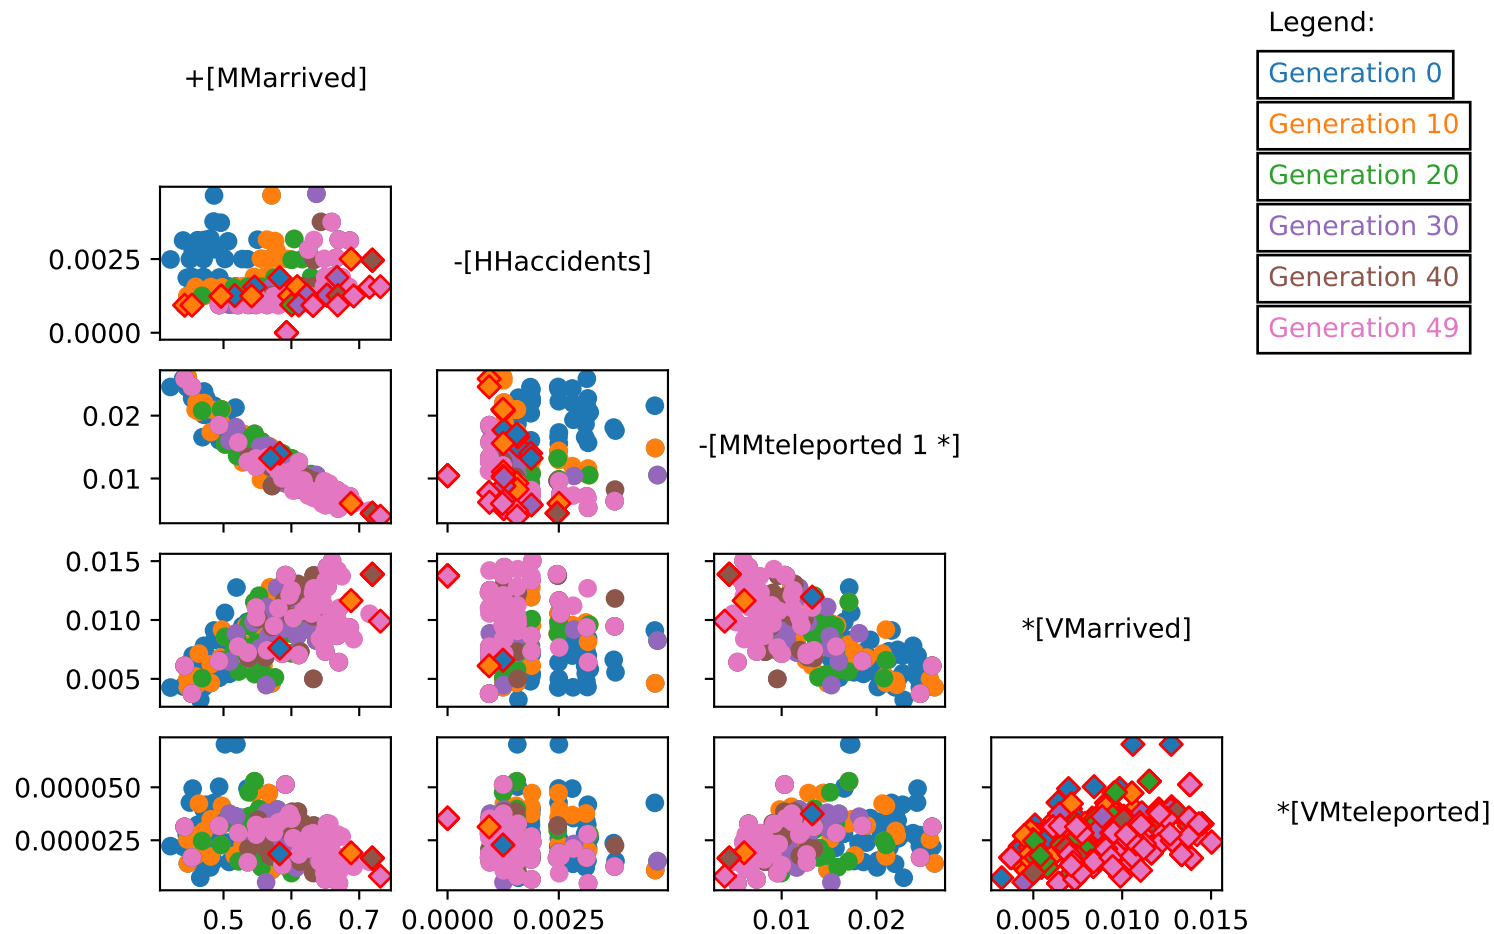 Legend:
Generation 0
+[MMarrived]
Generation 10
Generation 20
Generation 30
0.0025
-[HHaccidents]
Generation 40
0.0000
Generation 49
0.02
-[MMteleported 1 *]
0.01
0.015
0.010
*[VMarrived]
0.005
0.000050
*[VMteleported]
0.000025
0.5 0.6 0.7 0.0000 0.0025 0.01 0.02 0.005 0.010 0.015